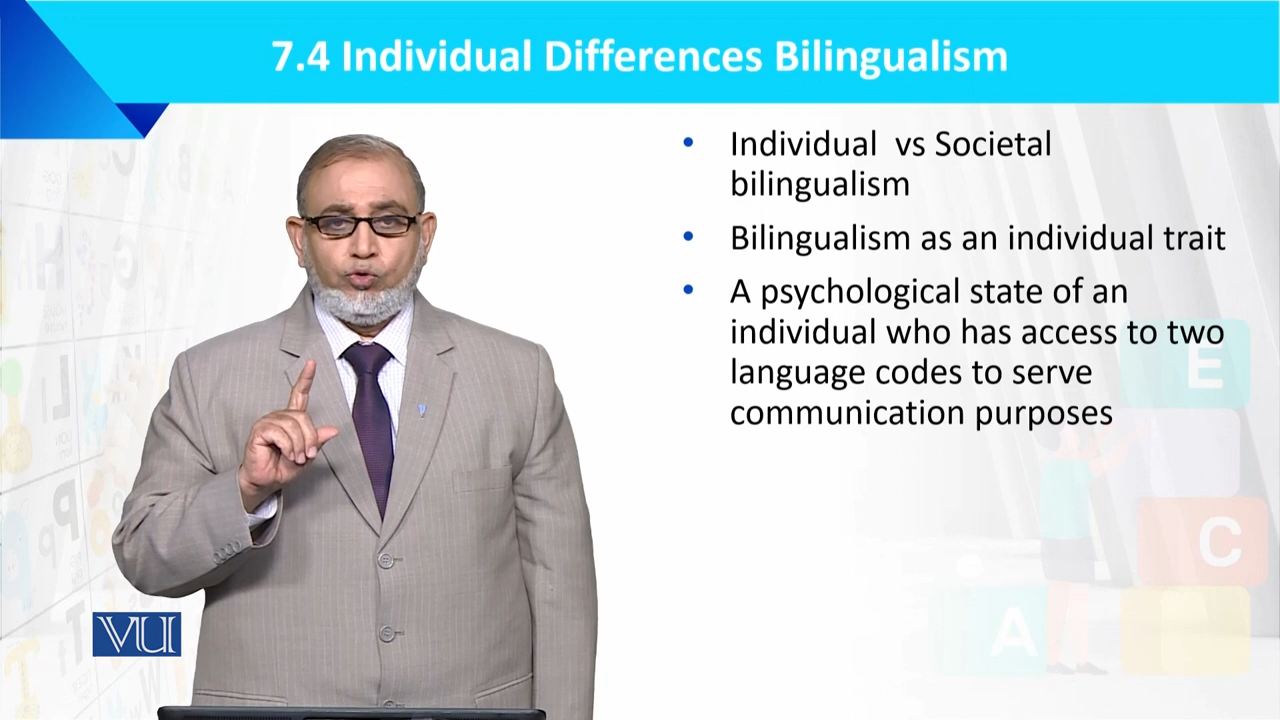 7.4 Individual Differences Bilingualism
• Individual vs Societal
bilingualism
• Bilingualism as an individual trait
• A psychological state of an
individual who has access to two
language codes to serve
communication purposes
E
C
A
VU